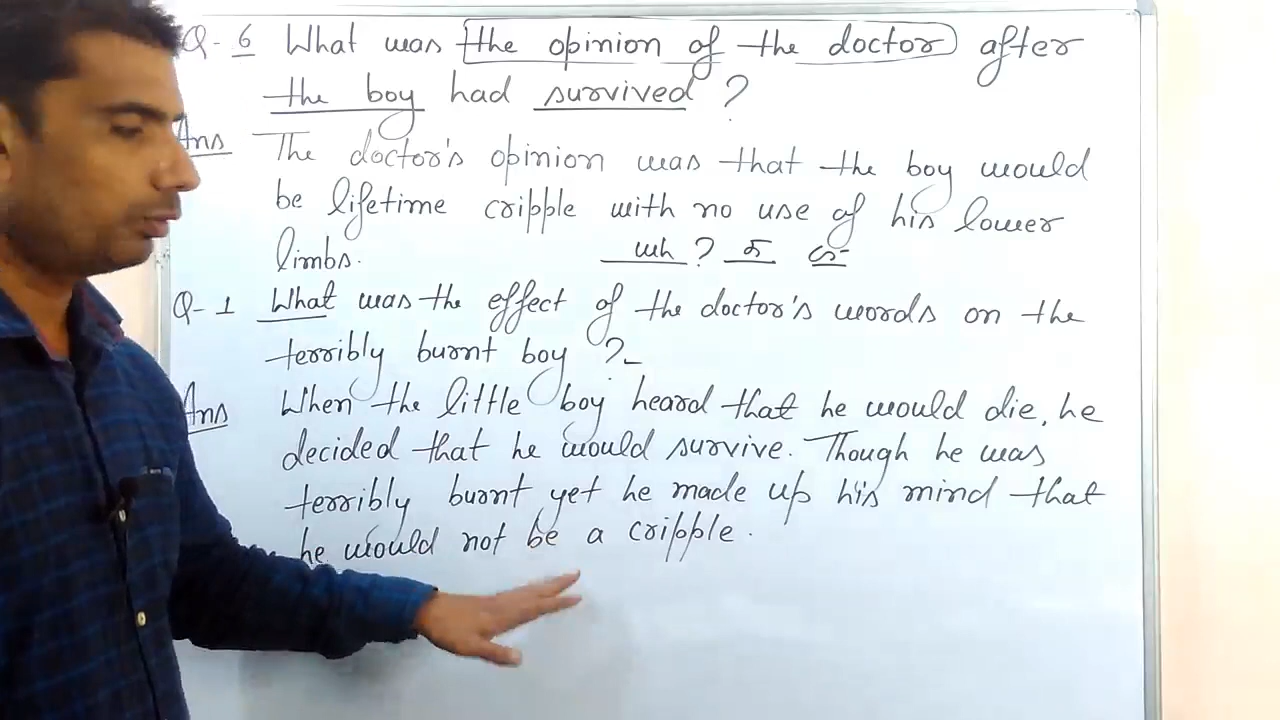 Q-6 What was the opinion of the doctor after
the boy had survived ?
Ans The doctor's opinion was that the boy would
be lifetime cripple with no use of his lower
limbs.
wh ?
Q-1 What was the effect of the doctor's words on the
terribly burnt boy ?
Ans When the little boy heard that he would die, he
decided that he would survive. Though he was
terribly burnt yet he made up his mind that
he would not be a cripple.